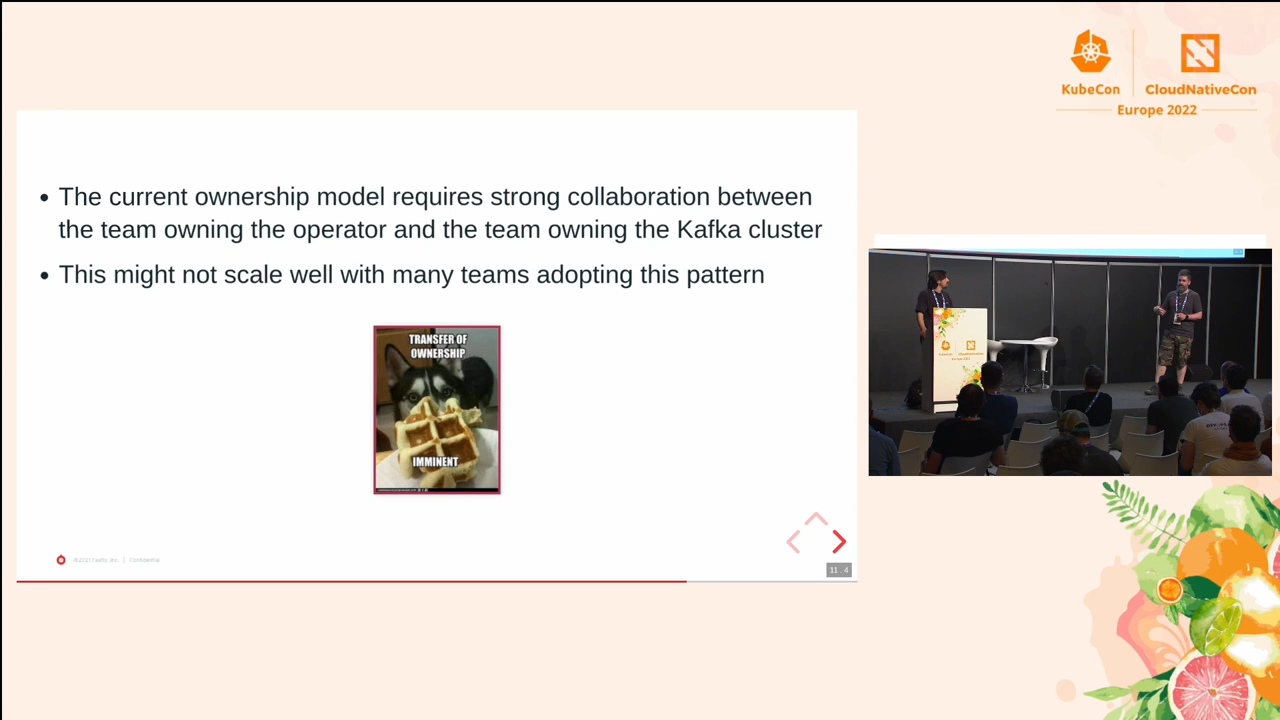 KubeCon
CloudNativeCon
Europe 2022
• The current ownership model requires strong collaboration between
the team owning the operator and the team owning the Kafka cluster
• This might not scale well with many teams adopting this pattern
TRANSFER OF
OWNERSHIP
IMMINENT
Confidential
11.4